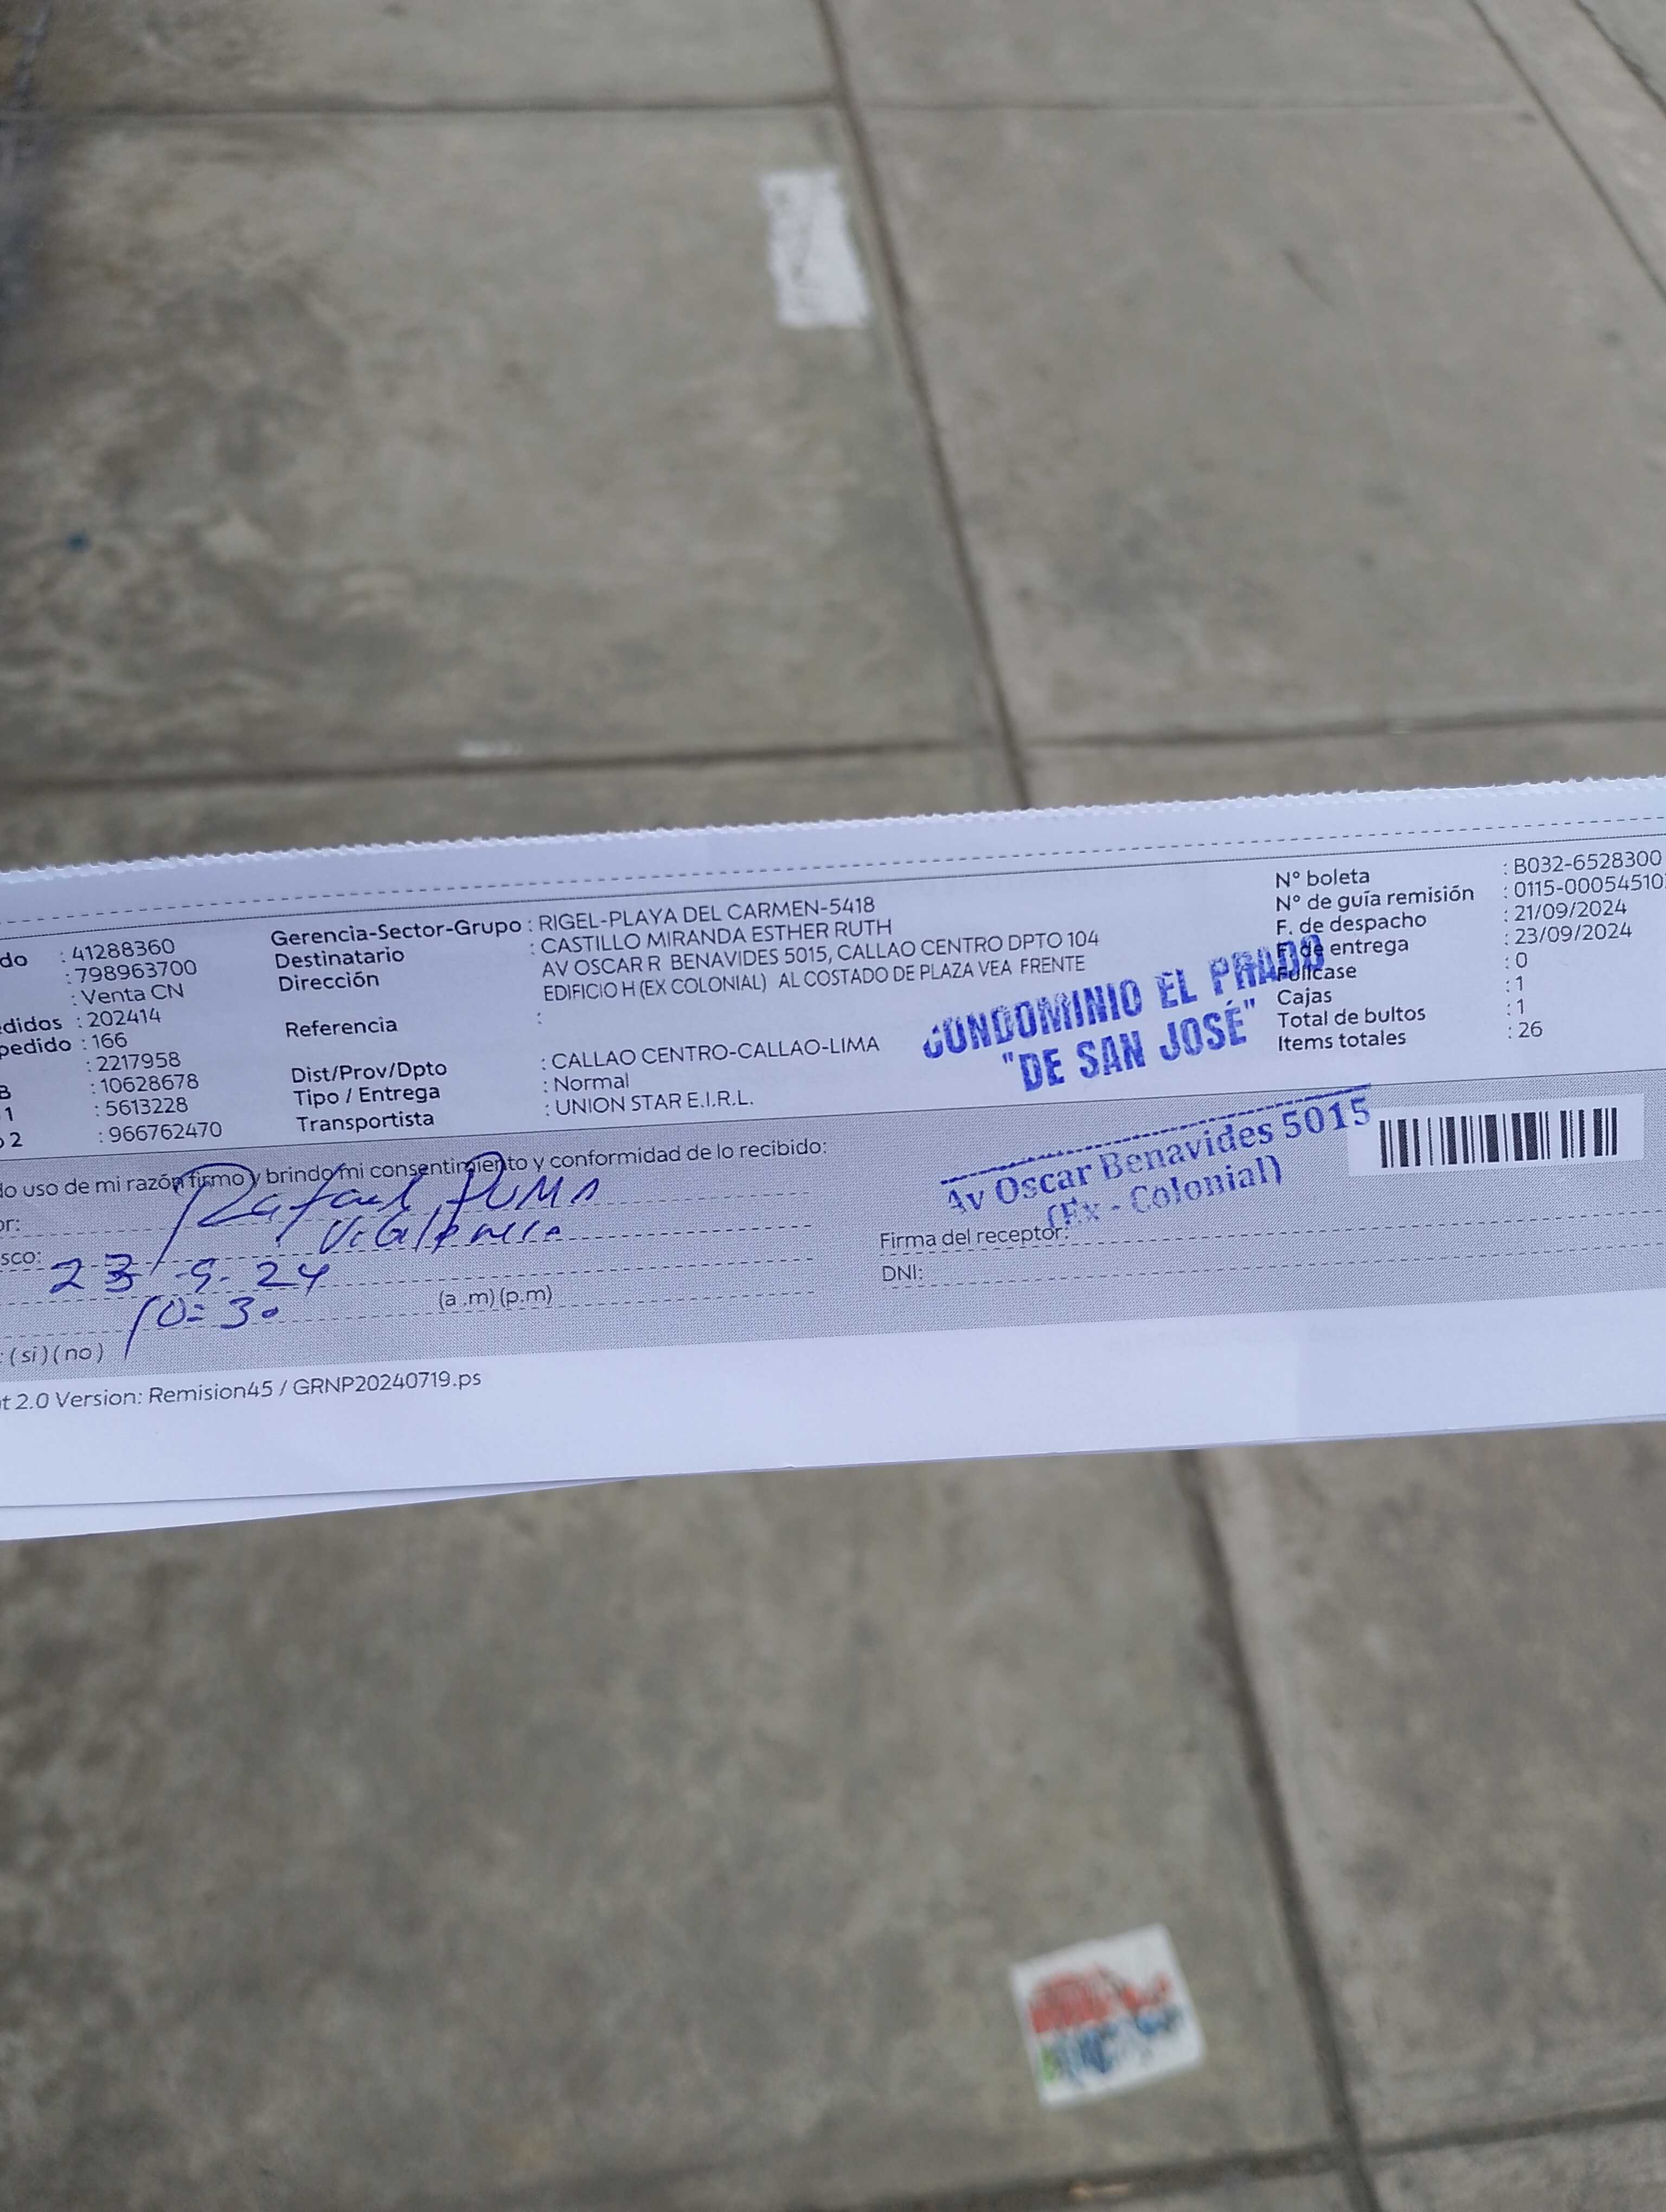 do : 41288360
: 798963700
: Venta CN
didos : 202414
pedido : 166
: 2217958
B : 10628678
1 : 5613228
o 2 : 966762470
Gerencia-Sector-Grupo : RIGEL-PLAYA DEL CARMEN-5418
Destinatario : CASTILLO MIRANDA ESTHER RUTH
Dirección AV OSCAR R BENAVIDES 5015, CALLAO CENTRO DPTO 104
EDIFICIO H (EX COLONIAL) AL COSTADO DE PLAZA VEA FRENTE
Referencia :
Dist/Prov/Dpto : CALLAO CENTRO-CALLAO-LIMA
Tipo / Entrega : Normal
Transportista : UNION STAR E.I.R.L.
N° boleta : B032-6528300
N° de guía remisión : 0115-00054510
F. de despacho : 21/09/2024
F. de entrega : 23/09/2024
Fullcase : 0
Cajas : 1
Total de bultos : 1
Items totales : 26
CONDOMINIO EL PRADO
"DE SAN JOSÉ"
Av Oscar Benavides 5015
(Ex - Colonial)
do uso de mi razón firmo y brindo mi consentimiento y conformidad de lo recibido:
or: Rafael Puma
sco: Vigilancia
23-9-24
10:30 (a .m) (p.m)
: (si) (no)
Firma del receptor:
DNI:
t 2.0 Version: Remision45 / GRNP20240719.ps